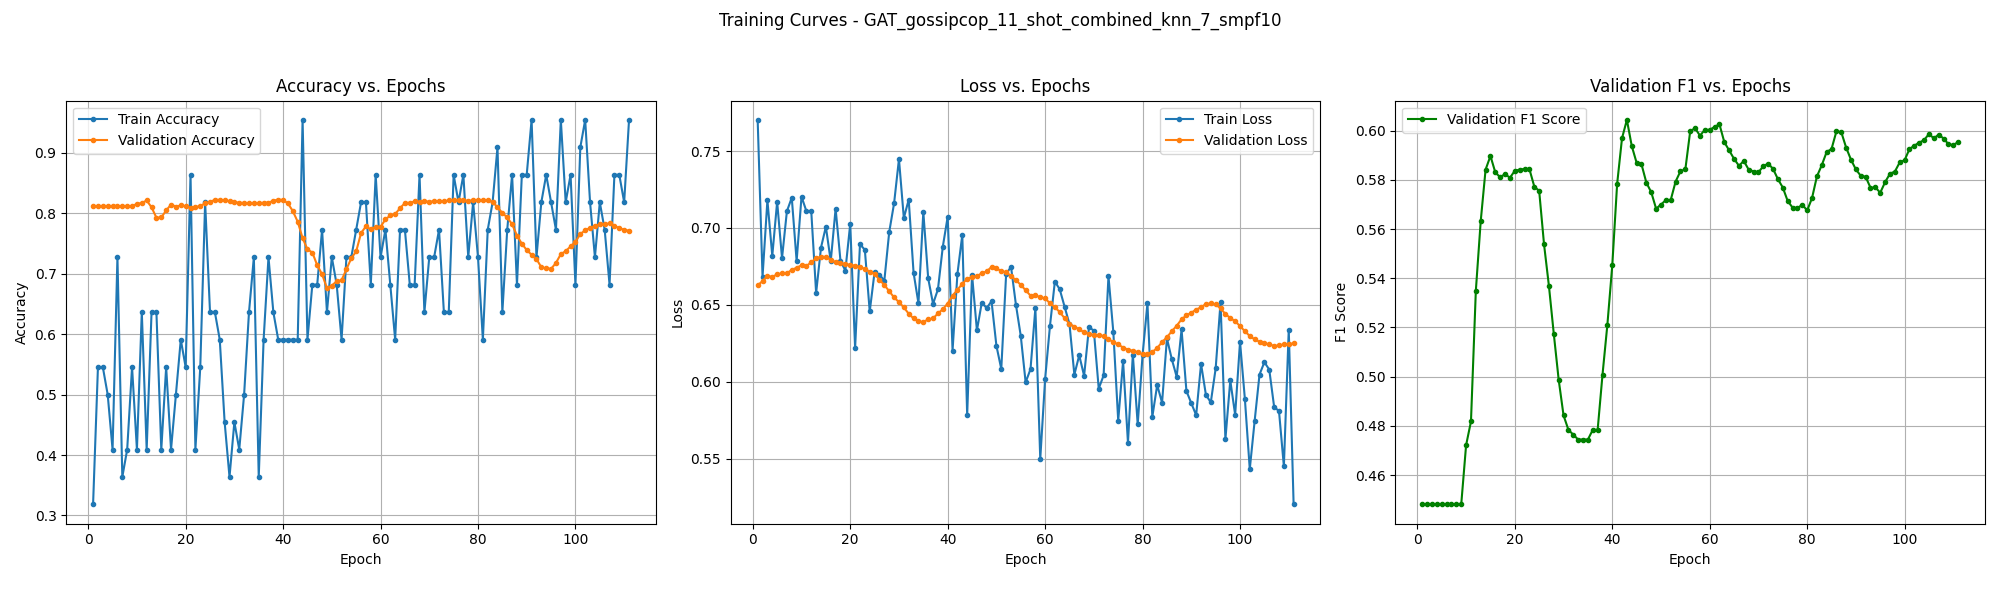 Training Curves - GAT_gossipcop_11_shot_combined_knn_7_smpf10
Accuracy vs. Epochs
Train Accuracy
Validation Accuracy
Accuracy
0.9
0.8
0.7
0.6
0.5
0.4
0.3
0 20 40 60 80 100
Epoch
Loss vs. Epochs
Train Loss
Validation Loss
Loss
0.75
0.70
0.65
0.60
0.55
0 20 40 60 80 100
Epoch
Validation F1 vs. Epochs
Validation F1 Score
F1 Score
0.60
0.58
0.56
0.54
0.52
0.50
0.48
0.46
0 20 40 60 80 100
Epoch